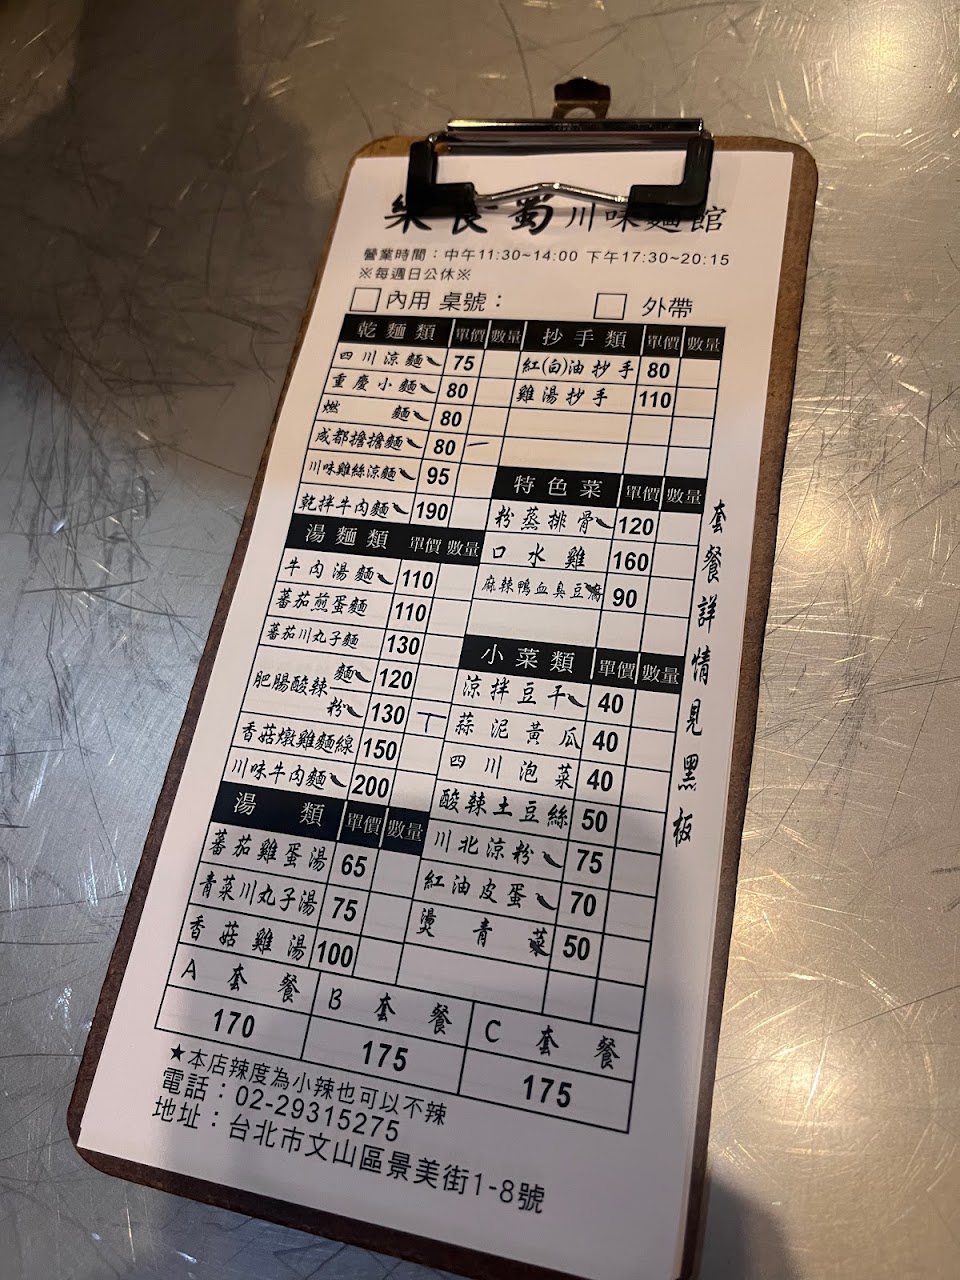 樂食·蜀 川味麵館
營業時間：中午11:30~14:00 下午17:30~20:15
※每週日公休※
內用 桌號： 外帶
乾麵類 單價 數量
四川涼麵 75
重慶小麵 80
燃麵 80
成都擔擔麵 80 一
川味雞絲涼麵 95
乾拌牛肉麵 190
湯麵類 單價 數量
牛肉湯麵 110
蕃茄煎蛋麵 110
蕃茄川丸子麵 130
肥腸酸辣 麵 120
粉 130 丅
香菇燉雞麵線 150
川味牛肉麵 200
湯類 單價 數量
蕃茄雞蛋湯 65
青菜川丸子湯 75
香菇雞湯 100
抄手類 單價 數量
紅(白)油抄手 80
雞湯抄手 110
特色菜 單價 數量
粉蒸排骨 120
口水雞 160
麻辣鴨血臭豆腐 90
小菜類 單價 數量
涼拌豆干 40
蒜泥黃瓜 40
四川泡菜 40
酸辣土豆絲 50
川北涼粉 75
紅油皮蛋 70
燙青菜 50
套餐詳情見黑板
A套餐 B套餐 C套餐
170 175 175
★本店辣度為小辣也可以不辣
電話：02-29315275
地址：台北市文山區景美街1-8號